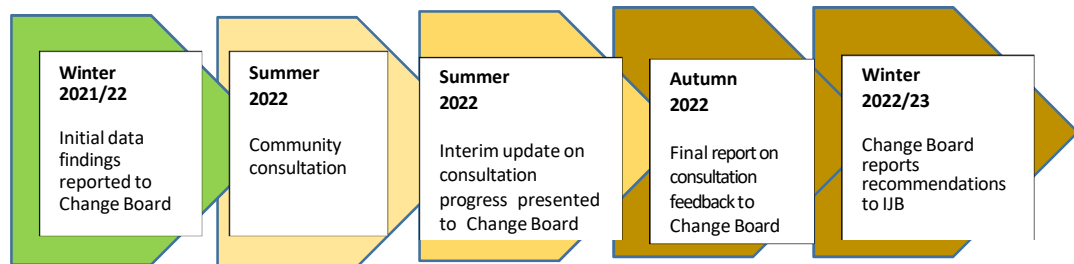 Winter
2021/22
Initial data
findings
reported to
Change Board
Summer
2022
Community
consultation
Summer
2022
Interim update on
consultation
progress presented
to Change Board
Autumn
2022
Final report on
consultation
feedback to
Change Board
Winter
2022/23
Change Board
reports
recommendations
to IJB